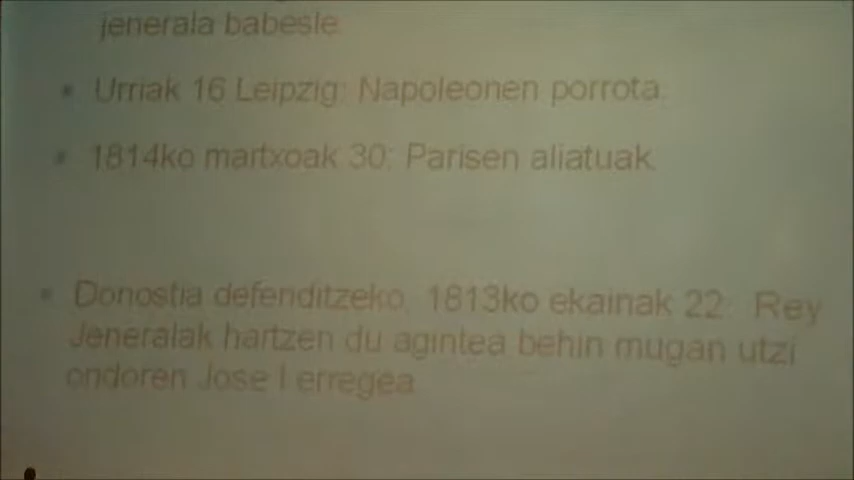 jenerala babesle.
• Urriak 16 Leipzig: Napoleonen porrota.
• 1814ko martxoak 30: Parisen aliatuak.
• Donostia defenditzeko, 1813ko ekainak 22: Rey
Jeneralak hartzen du agintea behin mugan utzi
ondoren Jose I erregea